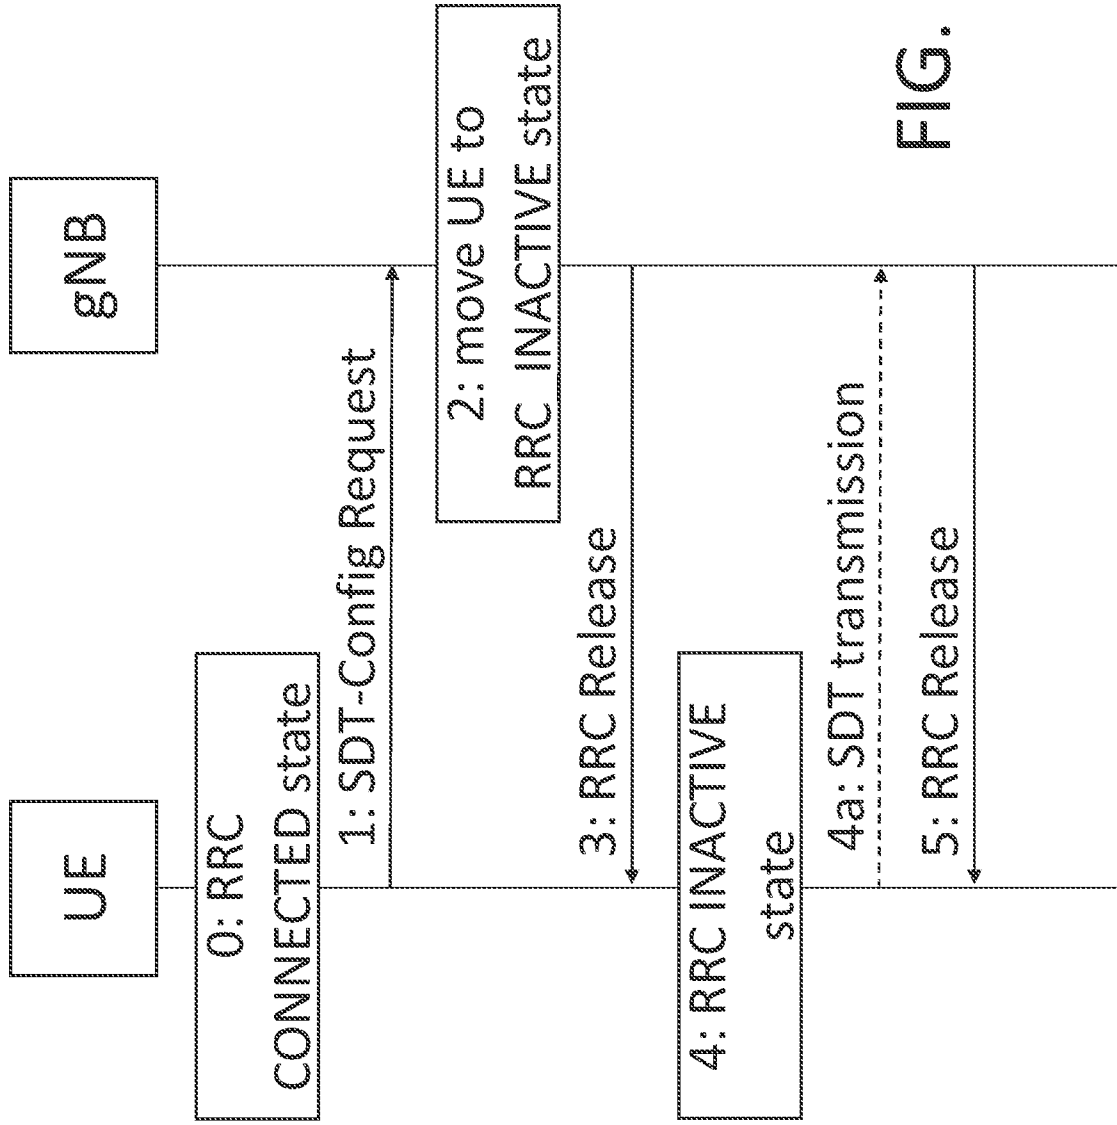 UE
gNB
0: RRC
CONNECTED state
1: SDT-Config Request
2: move UE to
RRC INACTIVE state
3: RRC Release
4: RRC INACTIVE
state
4a: SDT transmission
5: RRC Release
FIG.